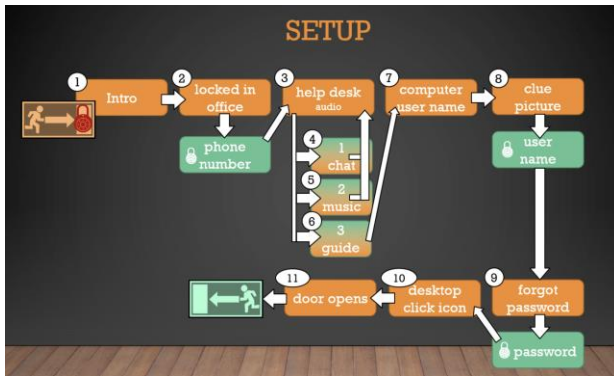 SETUP
1
Intro
2
locked in
office
phone
number
3
help desk
audio
4
1
chat
5
2
music
6
3
guide
7
computer
user name
8
clue
picture
user
name
9
forgot
password
password
10
desktop
click icon
11
door opens